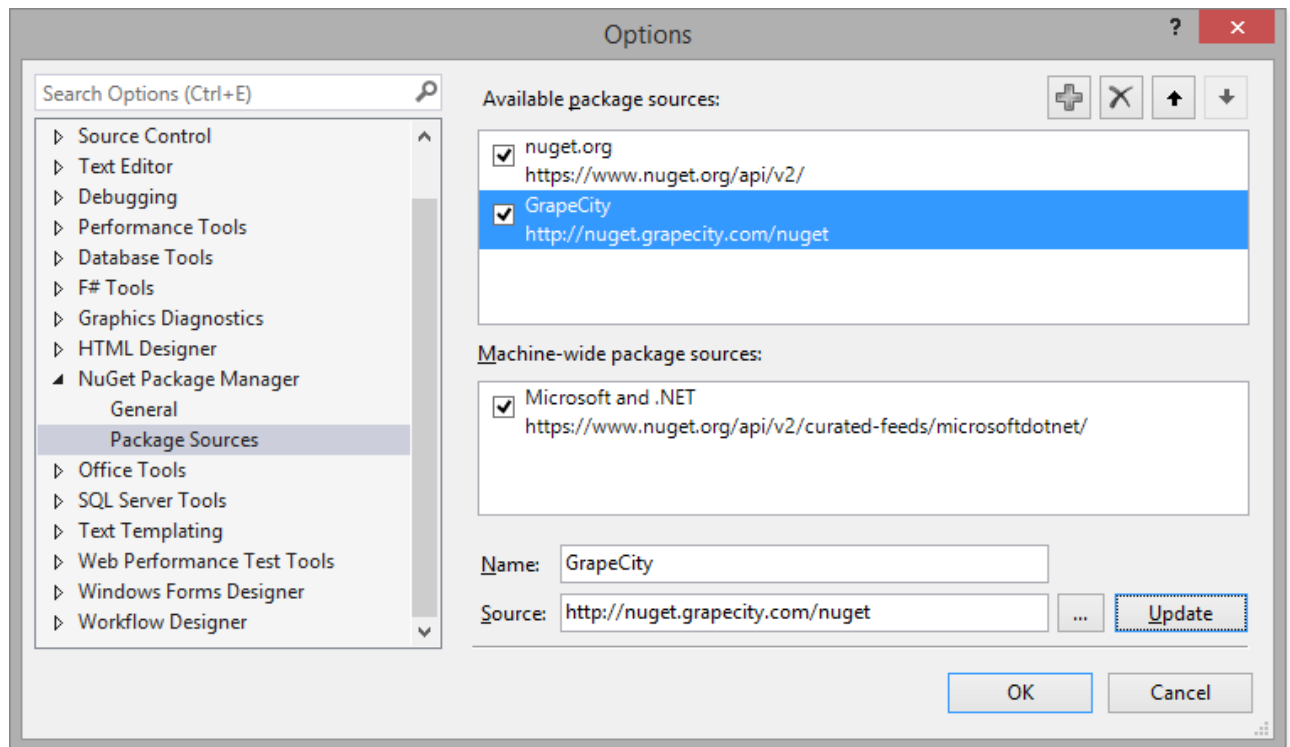 Options
?
Search Options (Ctrl+E)
Source Control
Text Editor
Debugging
Performance Tools
Database Tools
F# Tools
Graphics Diagnostics
HTML Designer
NuGet Package Manager
General
Package Sources
Office Tools
SQL Server Tools
Text Templating
Web Performance Test Tools
Windows Forms Designer
Workflow Designer
Available package sources:
nuget.org
https://www.nuget.org/api/v2/
GrapeCity
http://nuget.grapecity.com/nuget
Machine-wide package sources:
Microsoft and .NET
https://www.nuget.org/api/v2/curated-feeds/microsoftdotnet/
Name: GrapeCity
Source: http://nuget.grapecity.com/nuget ... Update
OK Cancel